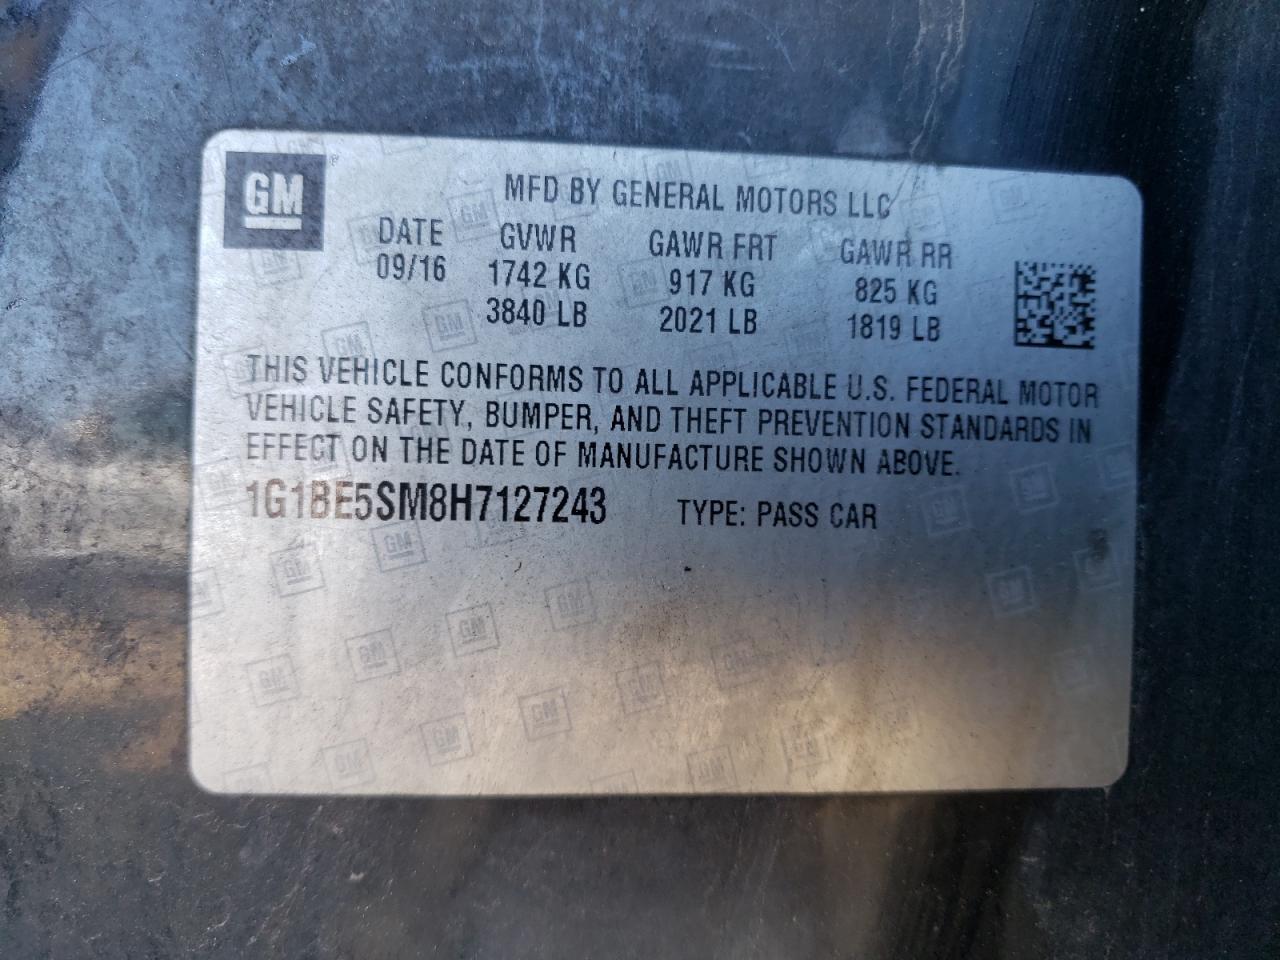 GM
MFD BY GENERAL MOTORS LLC
DATE GVWR GAWR FRT GAWR RR
09/16 1742 KG 917 KG 825 KG
3840 LB 2021 LB 1819 LB
THIS VEHICLE CONFORMS TO ALL APPLICABLE U.S. FEDERAL MOTOR
VEHICLE SAFETY, BUMPER, AND THEFT PREVENTION STANDARDS IN
EFFECT ON THE DATE OF MANUFACTURE SHOWN ABOVE.
1G1BE5SM8H7127243 TYPE: PASS CAR